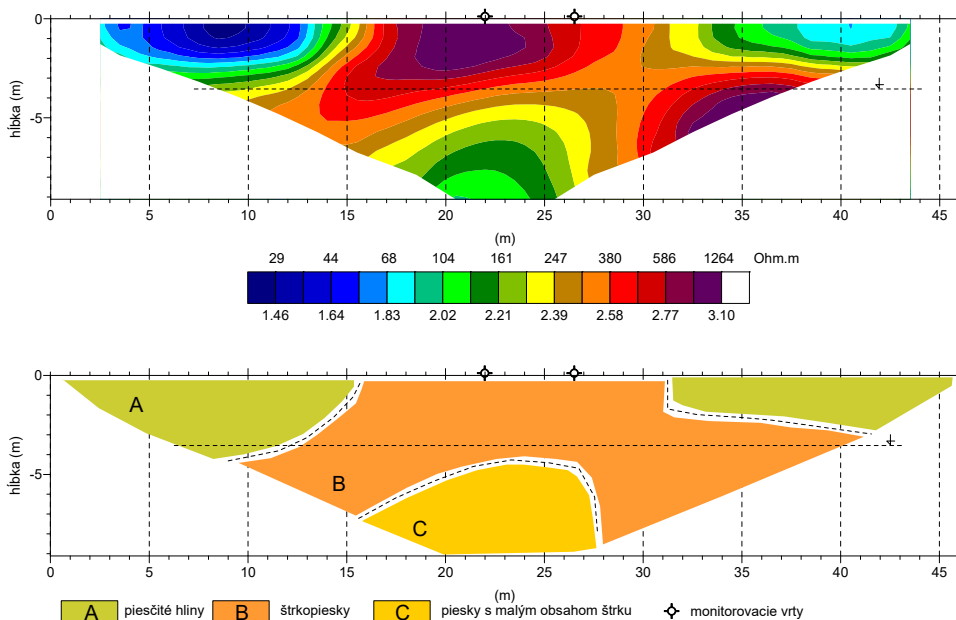 0
-5
hĺbka (m)
0 5 10 15 20 25 30 35 40 45
(m)
29 44 68 104 161 247 380 586 1264 Ohm.m
1.46 1.64 1.83 2.02 2.21 2.39 2.58 2.77 3.10
0
-5
hĺbka (m)
A
B
C
0 5 10 15 20 25 30 35 40 45
(m)
A piesčité hliny B štrkopiesky C piesky s malým obsahom štrku monitorovacie vrty